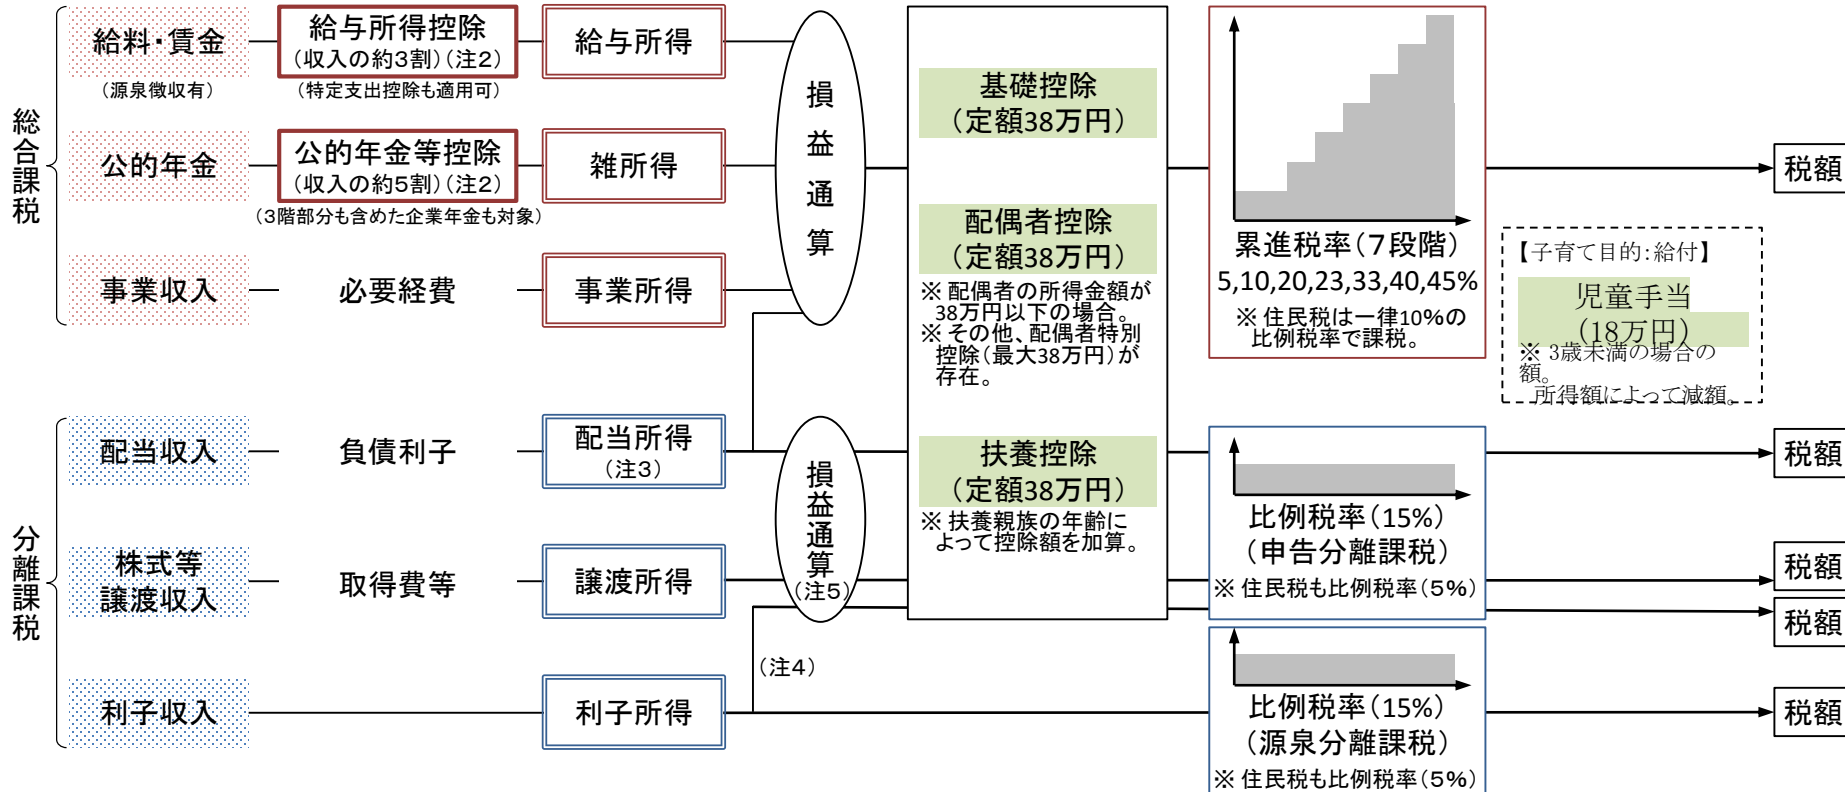 総合課税
給料・賃金
（源泉徴収有）
給与所得控除
（収入の約3割）（注2）
（特定支出控除も適用可）
給与所得
公的年金
公的年金等控除
（収入の約5割）（注2）
（3階部分も含めた企業年金も対象）
雑所得
事業収入
必要経費
事業所得
損益通算
分離課税
配当収入
負債利子
配当所得
（注3）
株式等
譲渡収入
取得費等
譲渡所得
損益通算
（注5）
利子収入
利子所得
（注4）
基礎控除
（定額38万円）
配偶者控除
（定額38万円）
※ 配偶者の所得金額が
38万円以下の場合。
※ その他、配偶者特別
控除（最大38万円）が
存在。
扶養控除
（定額38万円）
※ 扶養親族の年齢に
よって控除額を加算。
累進税率（7段階）
5,10,20,23,33,40,45%
※ 住民税は一律10%の
比例税率で課税。
比例税率（15%）
（申告分離課税）
※ 住民税も比例税率（5%）
比例税率（15%）
（源泉分離課税）
※ 住民税も比例税率（5%）
税額
【子育て目的：給付】
児童手当
（18万円）
※ 3歳未満の場合の
額。
所得額によって減額。
税額
税額
税額
税額